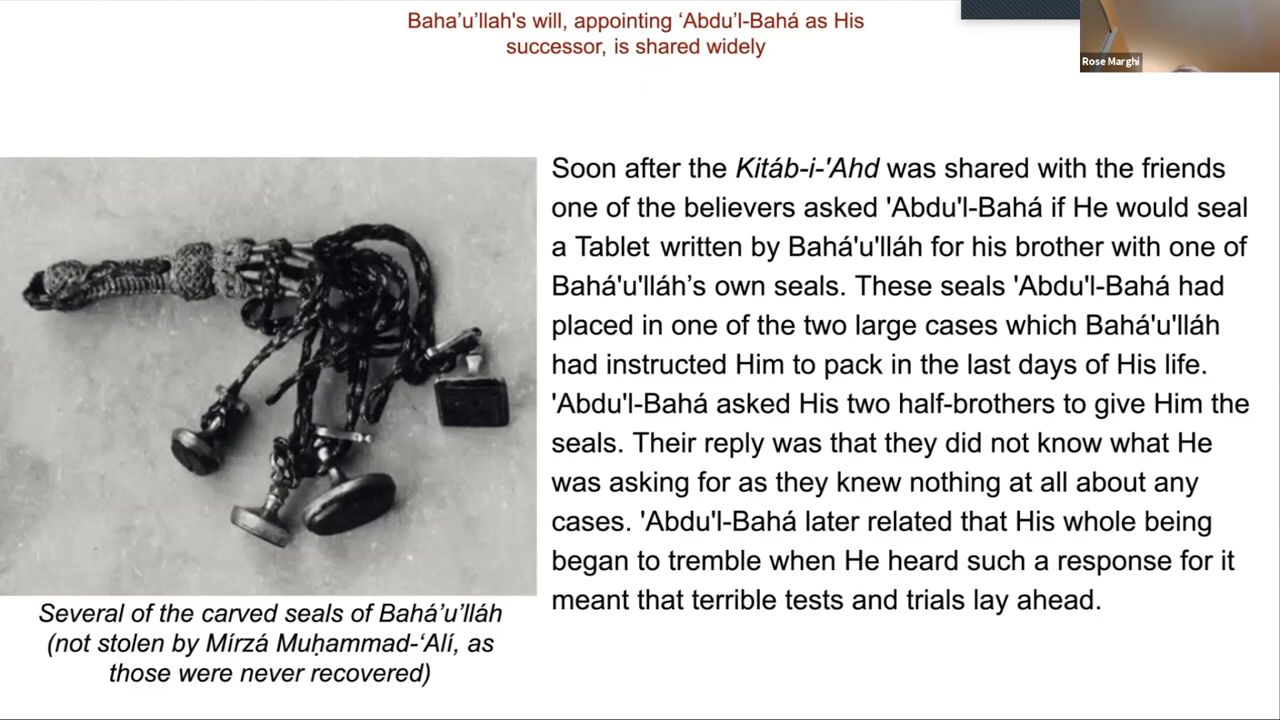 Baha’u’llah's will, appointing ‘Abdu’l-Bahá as His
successor, is shared widely
Rose Marghi
Soon after the Kitáb-i-'Ahd was shared with the friends
one of the believers asked 'Abdu'l-Bahá if He would seal
a Tablet written by Bahá'u'lláh for his brother with one of
Bahá'u'lláh’s own seals. These seals 'Abdu'l-Bahá had
placed in one of the two large cases which Bahá'u'lláh
had instructed Him to pack in the last days of His life.
'Abdu'l-Bahá asked His two half-brothers to give Him the
seals. Their reply was that they did not know what He
was asking for as they knew nothing at all about any
cases. 'Abdu'l-Bahá later related that His whole being
began to tremble when He heard such a response for it
meant that terrible tests and trials lay ahead.
Several of the carved seals of Bahá’u’lláh
(not stolen by Mírzá Muḥammad-‘Alí, as
those were never recovered)